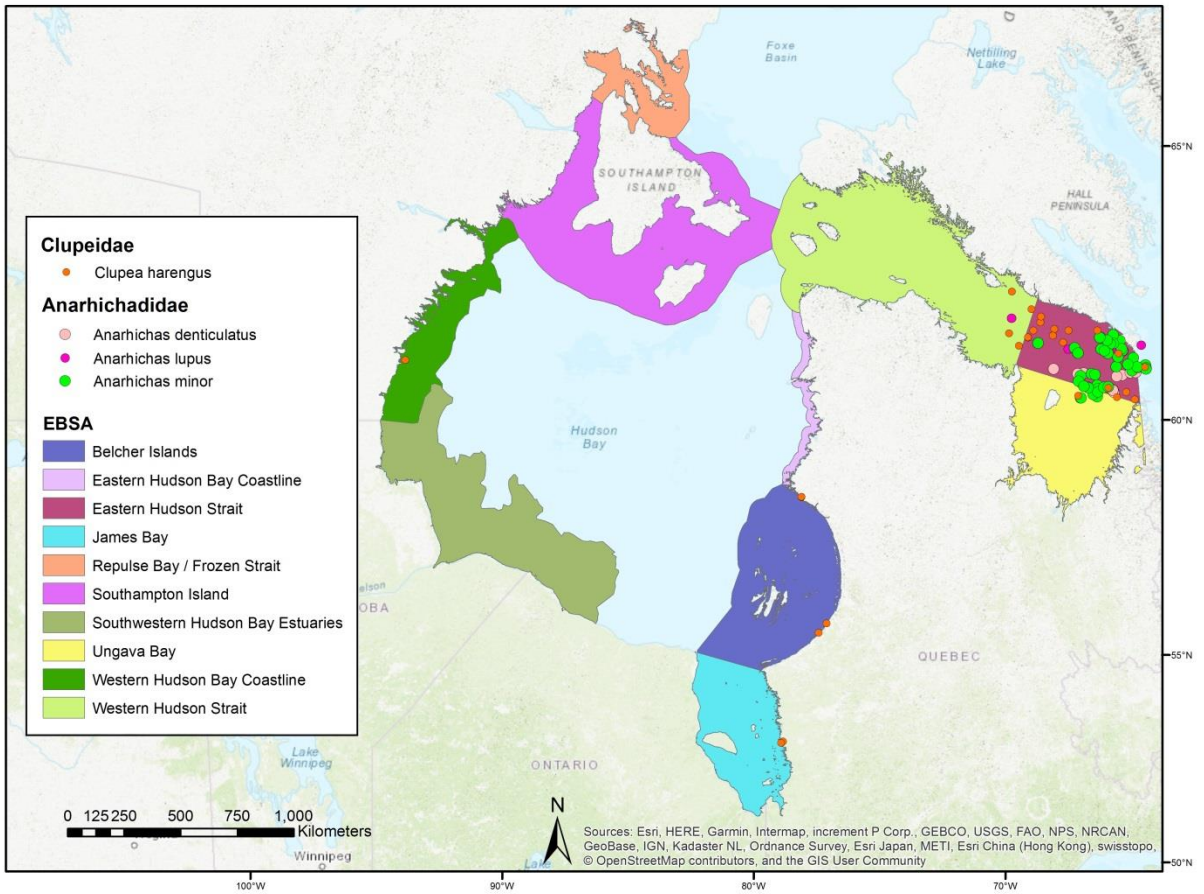 Foxe
Basin
Nettilling
Lake
D
AND PENINSULA
65°N
SOUTHAMPTON
ISLAND
HALL
PENINSULA
Clupeidae
Clupea harengus
Anarhichadidae
Anarhichas denticulatus
Anarhichas lupus
Anarhichas minor
EBSA
Belcher Islands
Eastern Hudson Bay Coastline
Eastern Hudson Strait
James Bay
Repulse Bay / Frozen Strait
Southampton Island
Southwestern Hudson Bay Estuaries
Ungava Bay
Western Hudson Bay Coastline
Western Hudson Strait
60°N
Hudson
Bay
elson
OBA
55°N
QUEBEC
ONTARIO
Lake
Winnipeg
0 125 250 500 750 1,000
Kilometers
N
Winnipeg
Lake
Sources: Esri, HERE, Garmin, Intermap, increment P Corp., GEBCO, USGS, FAO, NPS, NRCAN,
GeoBase, IGN, Kadaster NL, Ordnance Survey, Esri Japan, METI, Esri China (Hong Kong), swisstopo,
© OpenStreetMap contributors, and the GIS User Community
50°N
100°W 90°W 80°W 70°W